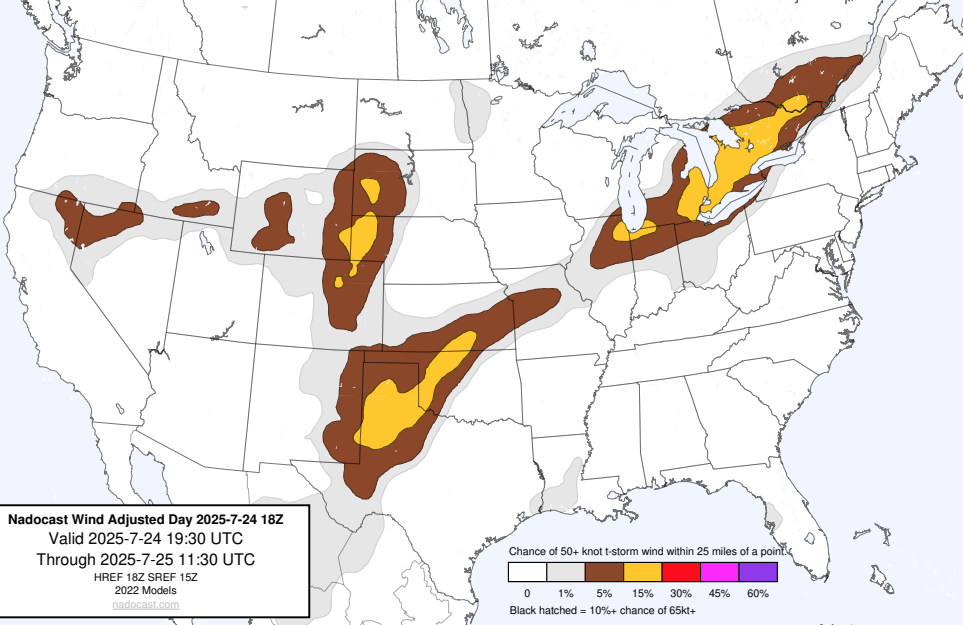 Nadocast Wind Adjusted Day 2025-7-24 18Z
Valid 2025-7-24 19:30 UTC
Through 2025-7-25 11:30 UTC
HREF 18Z SREF 15Z
2022 Models
nadocast.com
Chance of 50+ knot t-storm wind within 25 miles of a point.
0 1% 5% 15% 30% 45% 60%
Black hatched = 10%+ chance of 65kt+